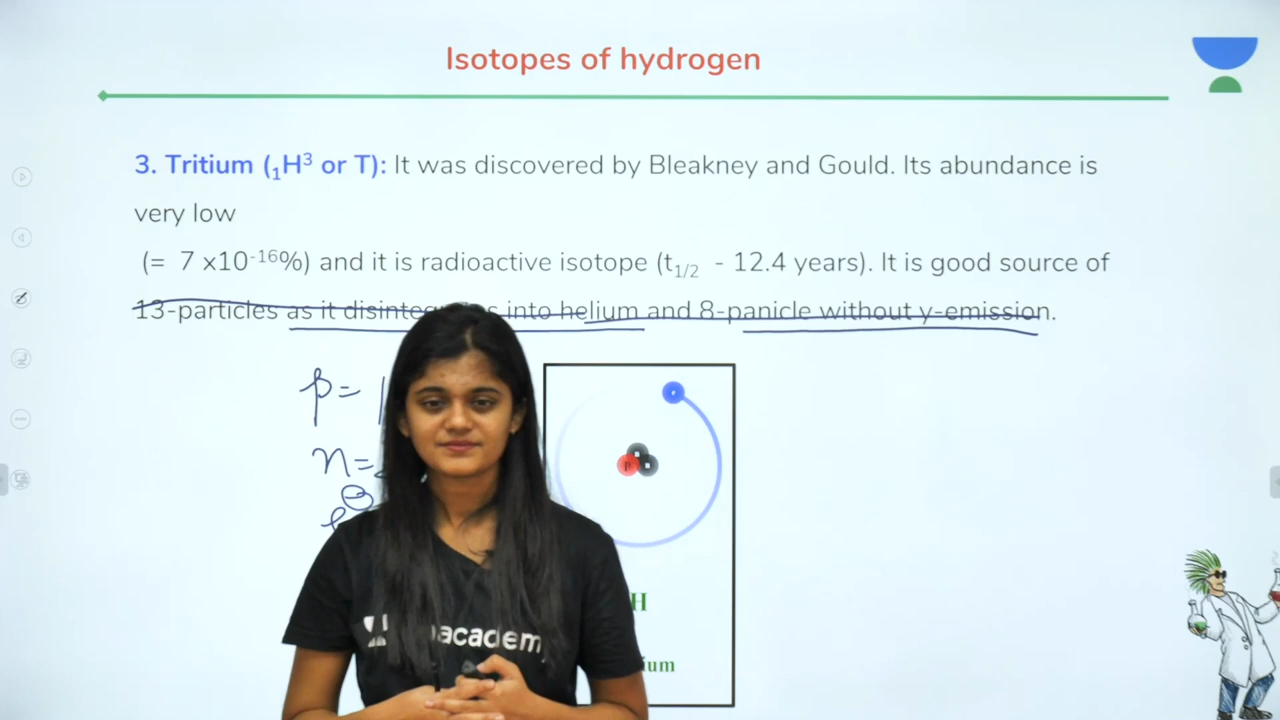 Isotopes of hydrogen
3. Tritium (₁H³ or T): It was discovered by Bleakney and Gould. Its abundance is
very low
(= 7 x10⁻¹⁶%) and it is radioactive isotope (t₁/₂ - 12.4 years). It is good source of
13-particles as it into helium and 8-panicle without y-emission.
p =
n =
e⊖
p
H
academ